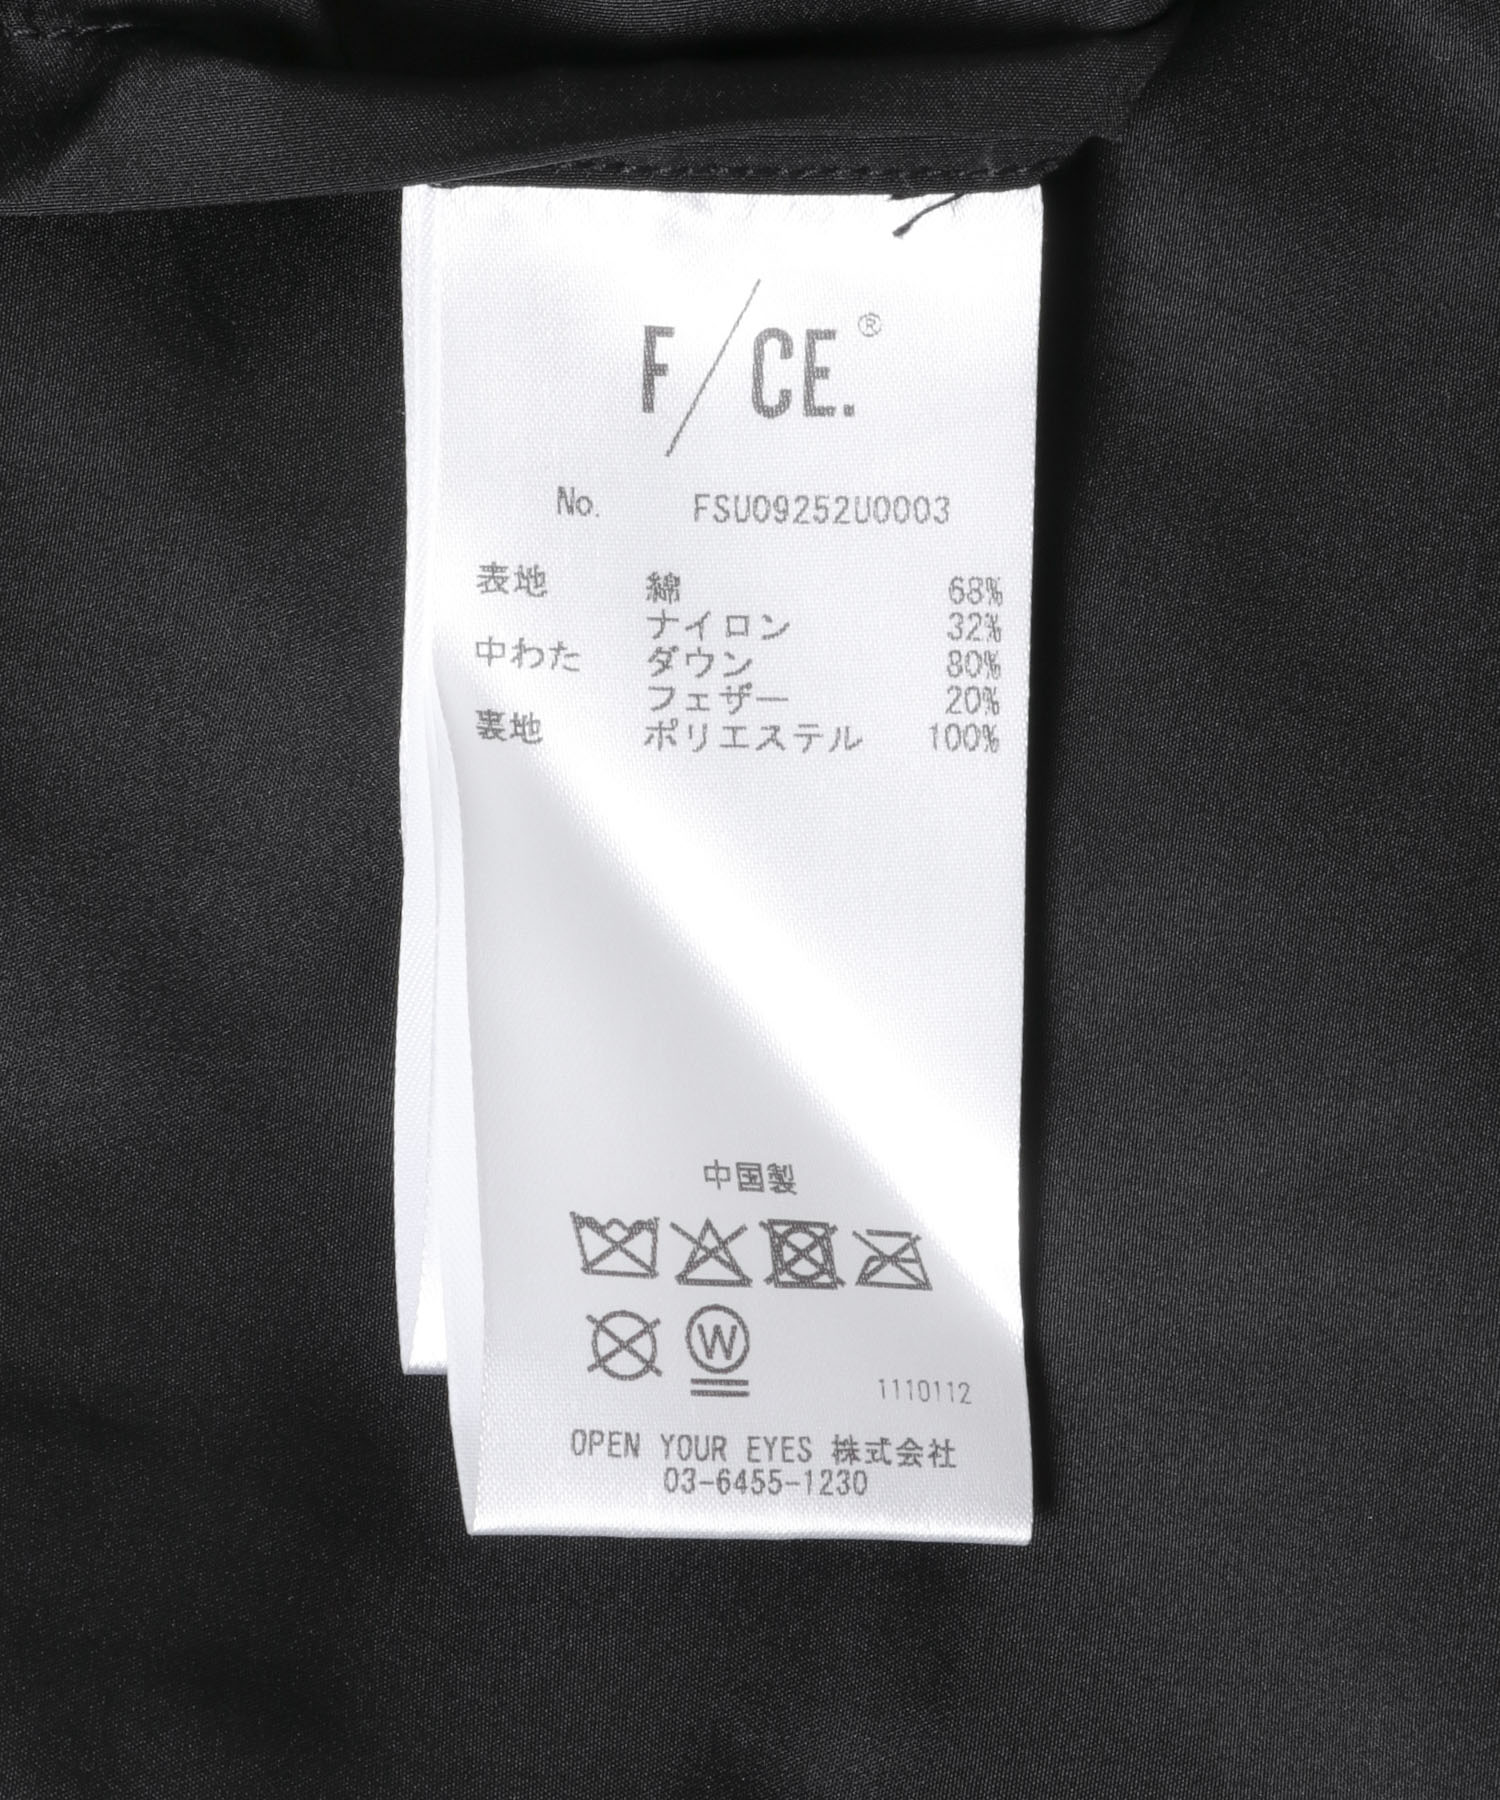 F/CE.®
No. FSU09252U0003
表地 綿 68%
ナイロン 32%
中わた ダウン 80%
フェザー 20%
裏地 ポリエステル 100%
中国製
W
1110112
OPEN YOUR EYES 株式会社
03-6455-1230